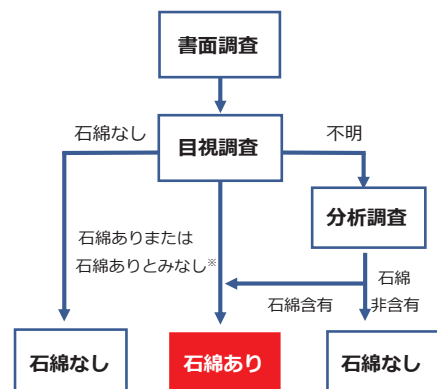 書面調査
石綿なし
目視調査
不明
分析調査
石綿ありまたは
石綿ありとみなし※
石綿含有
石綿
非含有
石綿なし
石綿あり
石綿なし